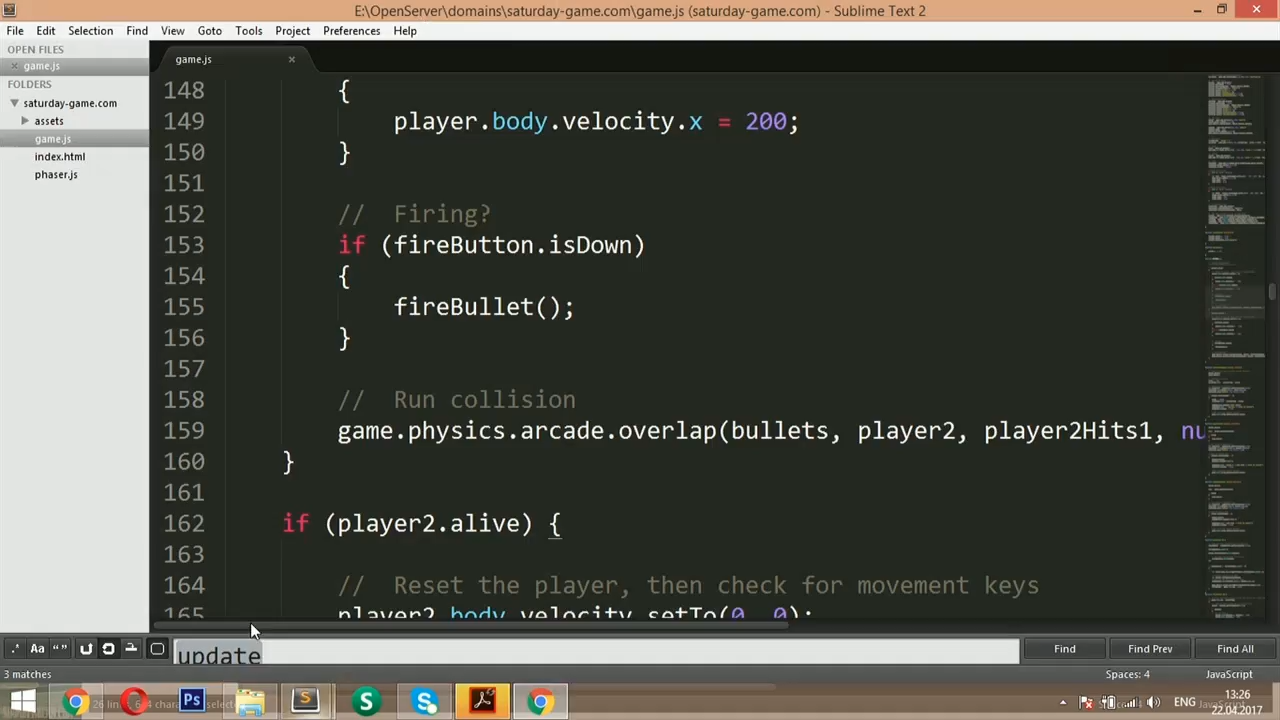 E:\OpenServer\domains\saturday-game.com\game.js (saturday-game.com) - Sublime Text 2
File Edit Selection Find View Goto Tools Project Preferences Help
OPEN FILES
game.js
FOLDERS
saturday-game.com
assets
game.js
index.html
phaser.js
game.js
148 {
149 player.body.velocity.x = 200;
150 }
151
152 // Firing?
153 if (fireButton.isDown)
154 {
155 fireBullet();
156 }
157
158 // Run collision
159 game.physics.arcade.overlap(bullets, player2, player2Hits1, nu
160 }
161
162 if (player2.alive) {
163
164 // Reset the player, then check for movement keys
165 player2.body.velocity.setTo(0, 0);
.* Aa “ ”
update
Find Find Prev Find All
3 matches
Spaces: 4 JavaScript
Ps S S
ENG
13:26
22.04.2017